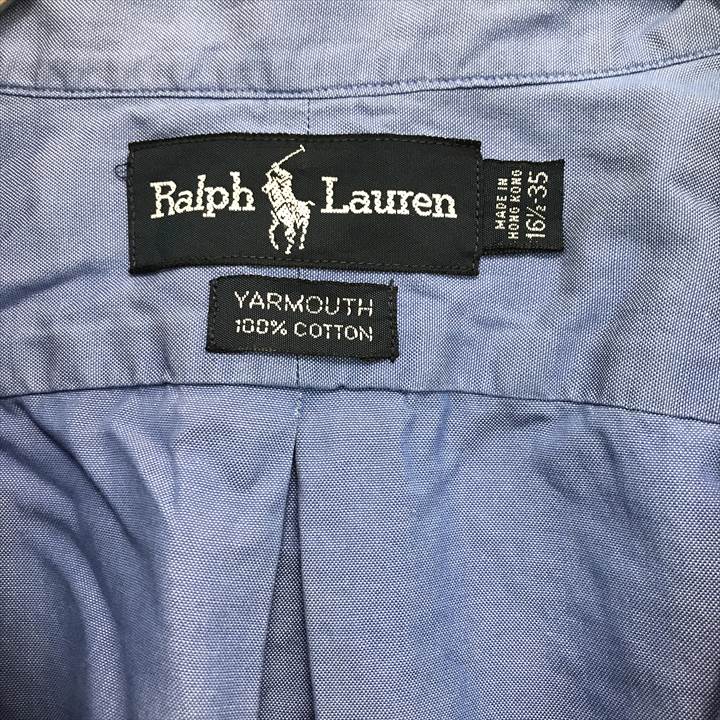 Ralph Lauren
MADE IN
HONG KONG
16½-35
YARMOUTH
100% COTTON